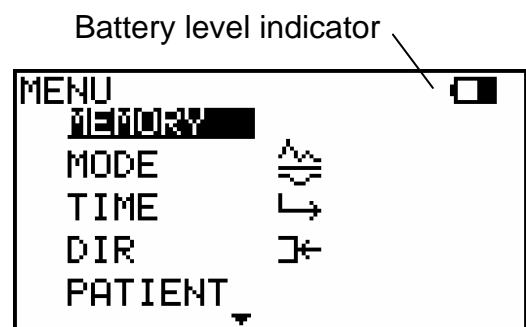 Battery level indicator
MENU
MEMORY
MODE
TIME
DIR
PATIENT